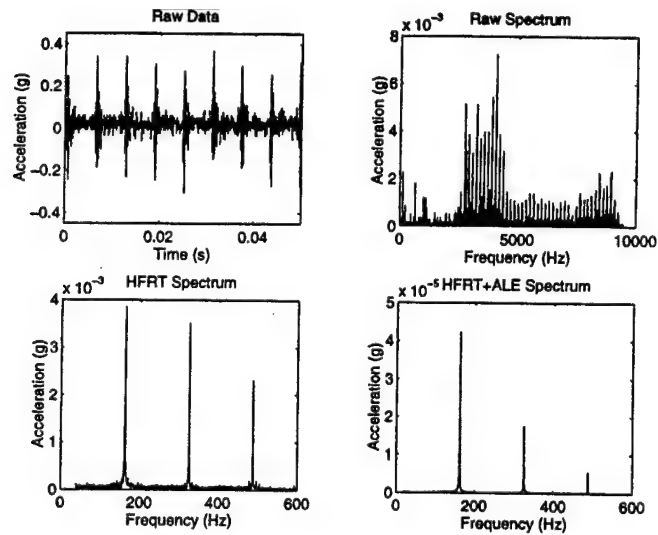 Raw Data
Acceleration (g)
0.4
0.2
0
−0.2
−0.4
0
0.02
0.04
Time (s)
Raw Spectrum
x 10⁻³
Acceleration (g)
8
6
4
2
0
0
5000
10000
Frequency (Hz)
x 10⁻³ HFRT Spectrum
Acceleration (g)
4
3
2
1
0
0
200
400
600
Frequency (Hz)
x 10⁻⁵ HFRT+ALE Spectrum
Acceleration (g)
5
4
3
2
1
0
0
200
400
600
Frequency (Hz)